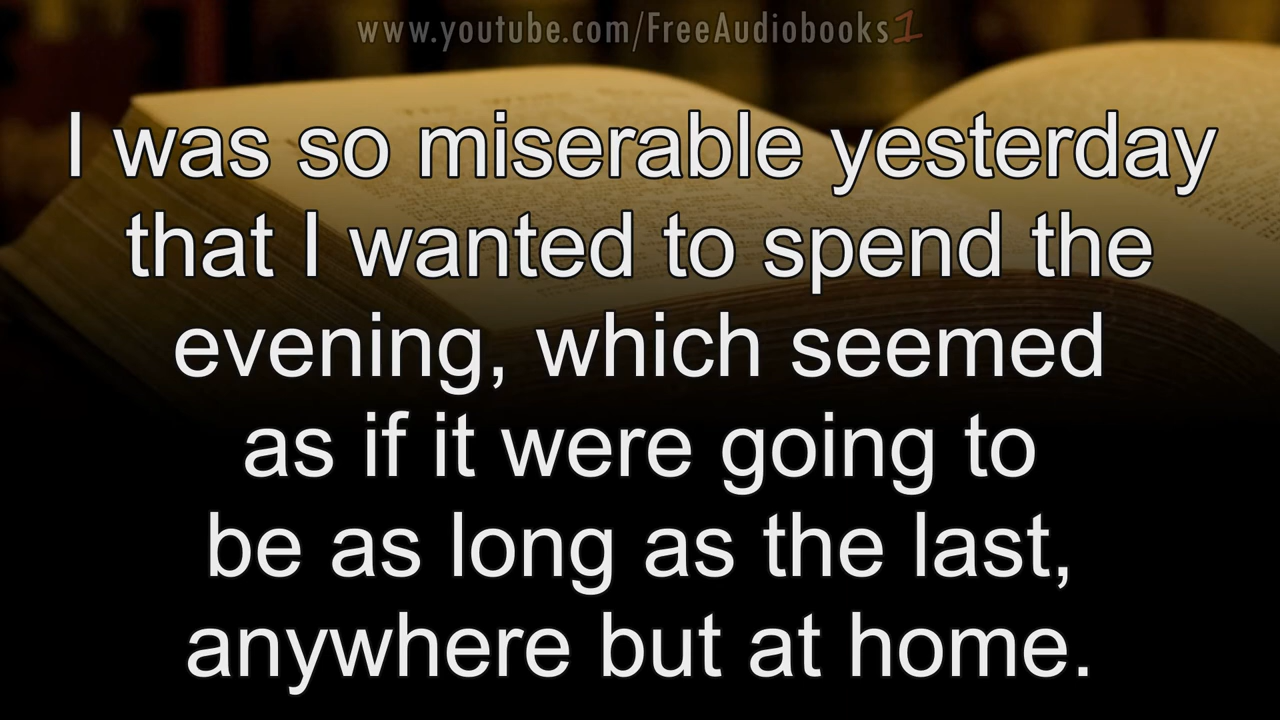 www.youtube.com/FreeAudiobooks1
I was so miserable yesterday
that I wanted to spend the
evening, which seemed
as if it were going to
be as long as the last,
anywhere but at home.